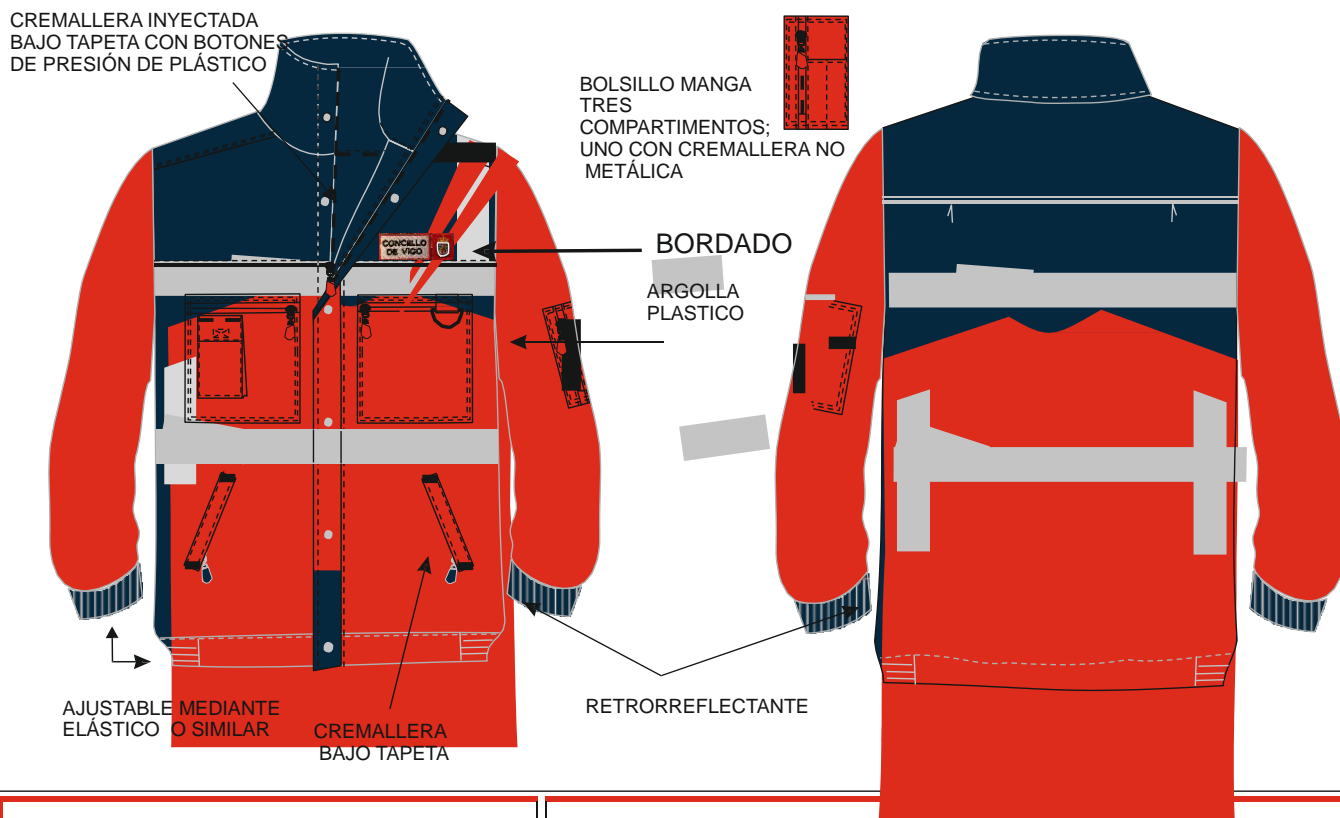 CREMALLERA INYECTADA
BAJO TAPETA CON BOTONES
DE PRESIÓN DE PLÁSTICO
BOLSILLO MANGA
TRES
COMPARTIMENTOS;
UNO CON CREMALLERA NO
METÁLICA
CONCELLO
DE VIGO
BORDADO
ARGOLLA
PLASTICO
RETRORREFLECTANTE
AJUSTABLE MEDIANTE
ELÁSTICO O SIMILAR
CREMALLERA
BAJO TAPETA